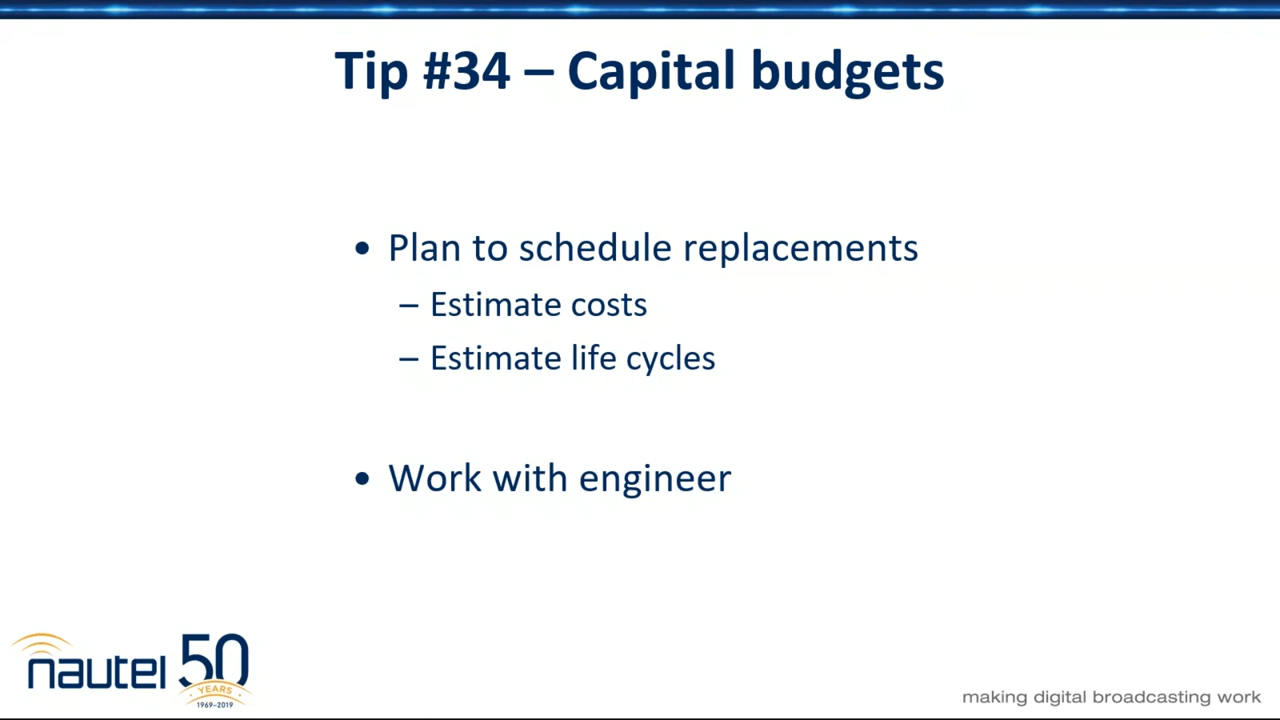 Tip #34 – Capital budgets
• Plan to schedule replacements
– Estimate costs
– Estimate life cycles
• Work with engineer
nautel 50
YEARS
1969–2019
making digital broadcasting work